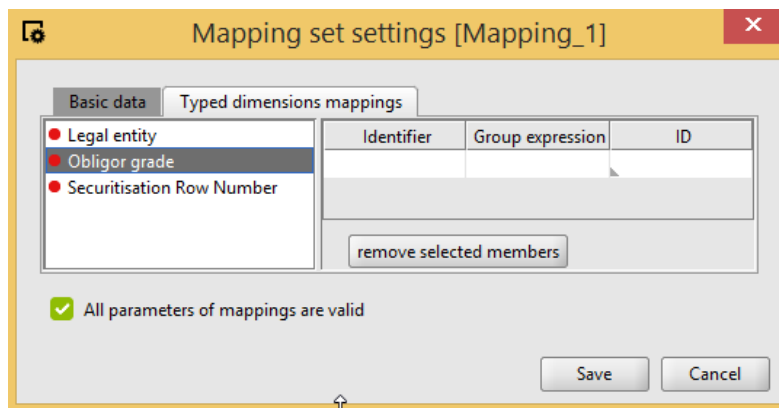 Mapping set settings [Mapping_1]
Basic data
Typed dimensions mappings
Legal entity
Obligor grade
Securitisation Row Number
Identifier
Group expression
ID
remove selected members
All parameters of mappings are valid
Save
Cancel